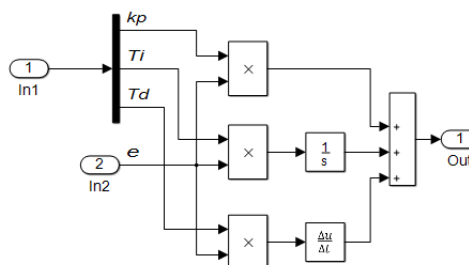 kp
Ti
Td
1
In1
e
2
In2
×
×
×
1
s
Δu
Δt
+
+
+
1
Out